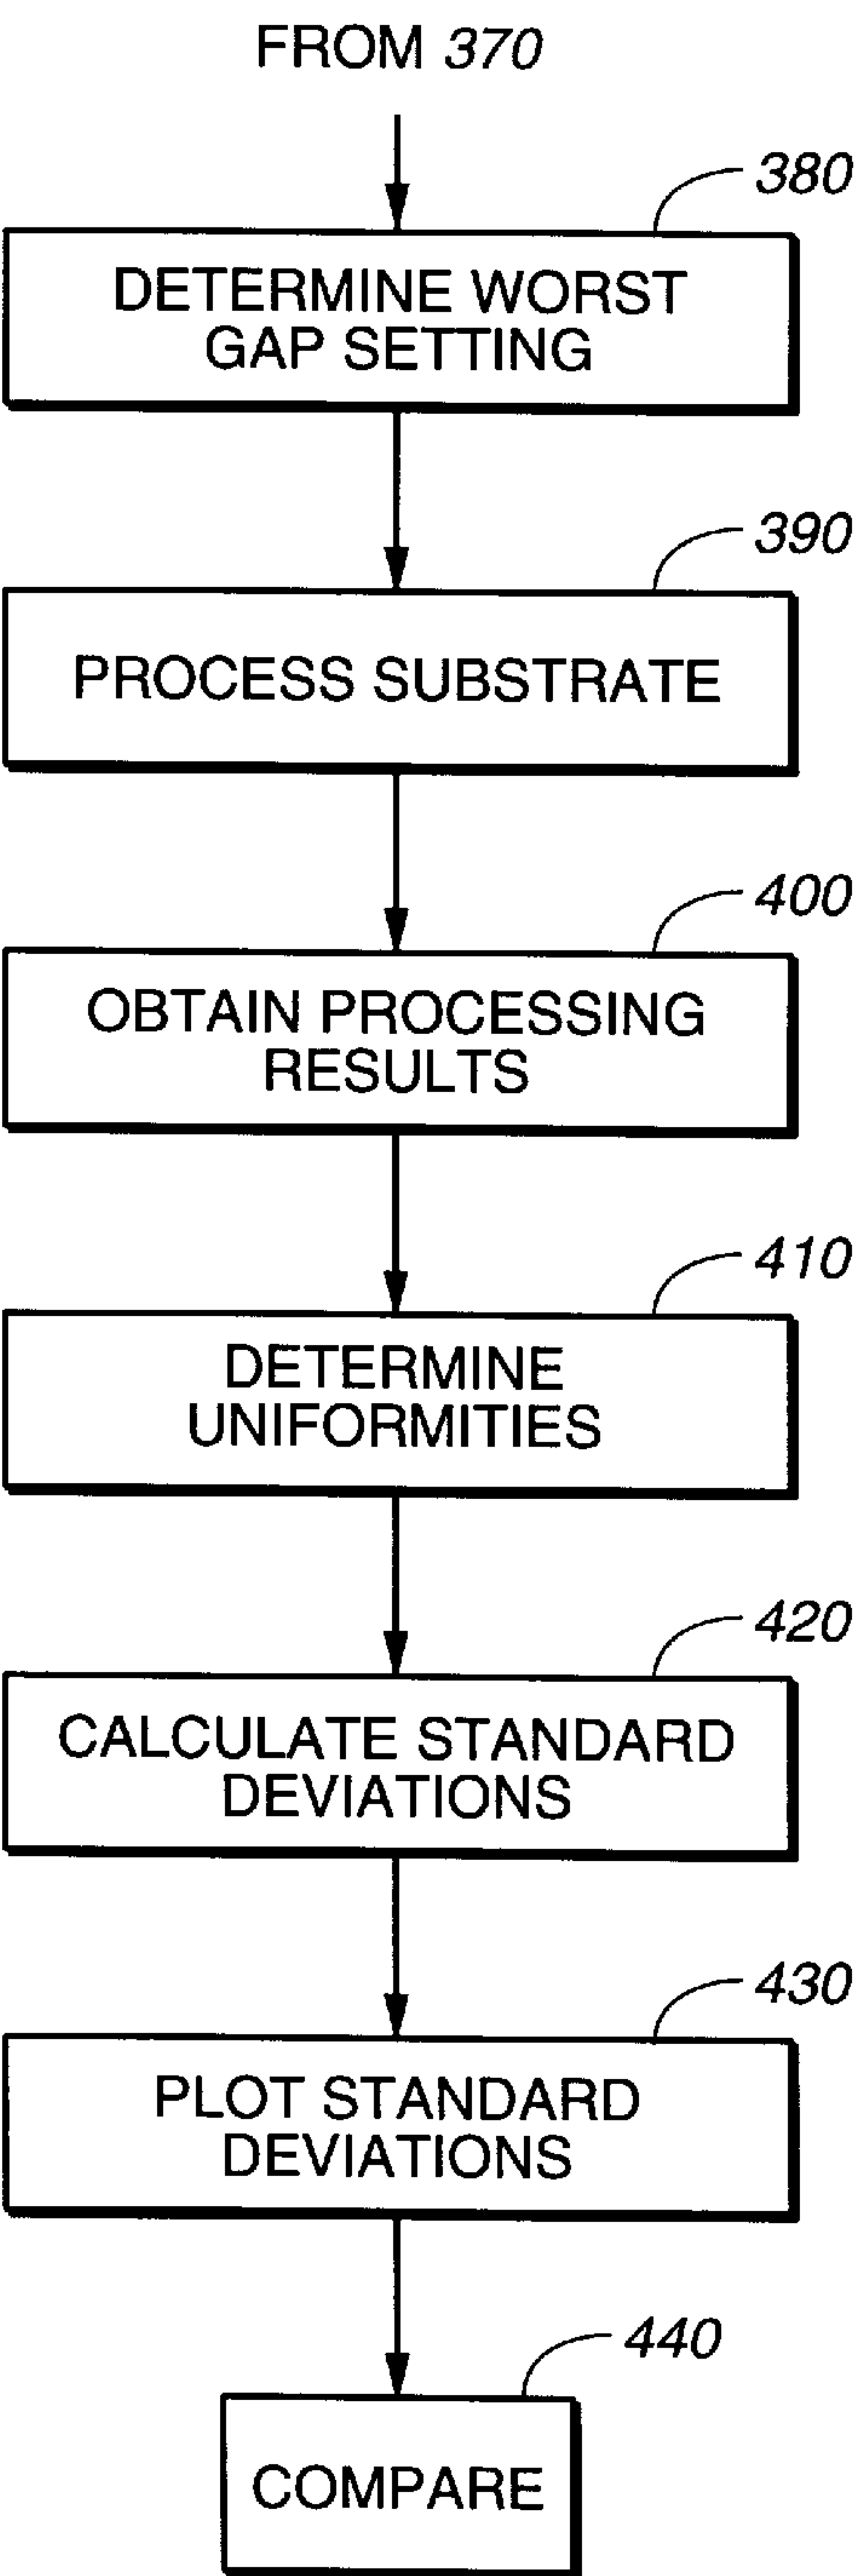 FROM 370
380
DETERMINE WORST
GAP SETTING
390
PROCESS SUBSTRATE
400
OBTAIN PROCESSING
RESULTS
410
DETERMINE
UNIFORMITIES
420
CALCULATE STANDARD
DEVIATIONS
430
PLOT STANDARD
DEVIATIONS
440
COMPARE